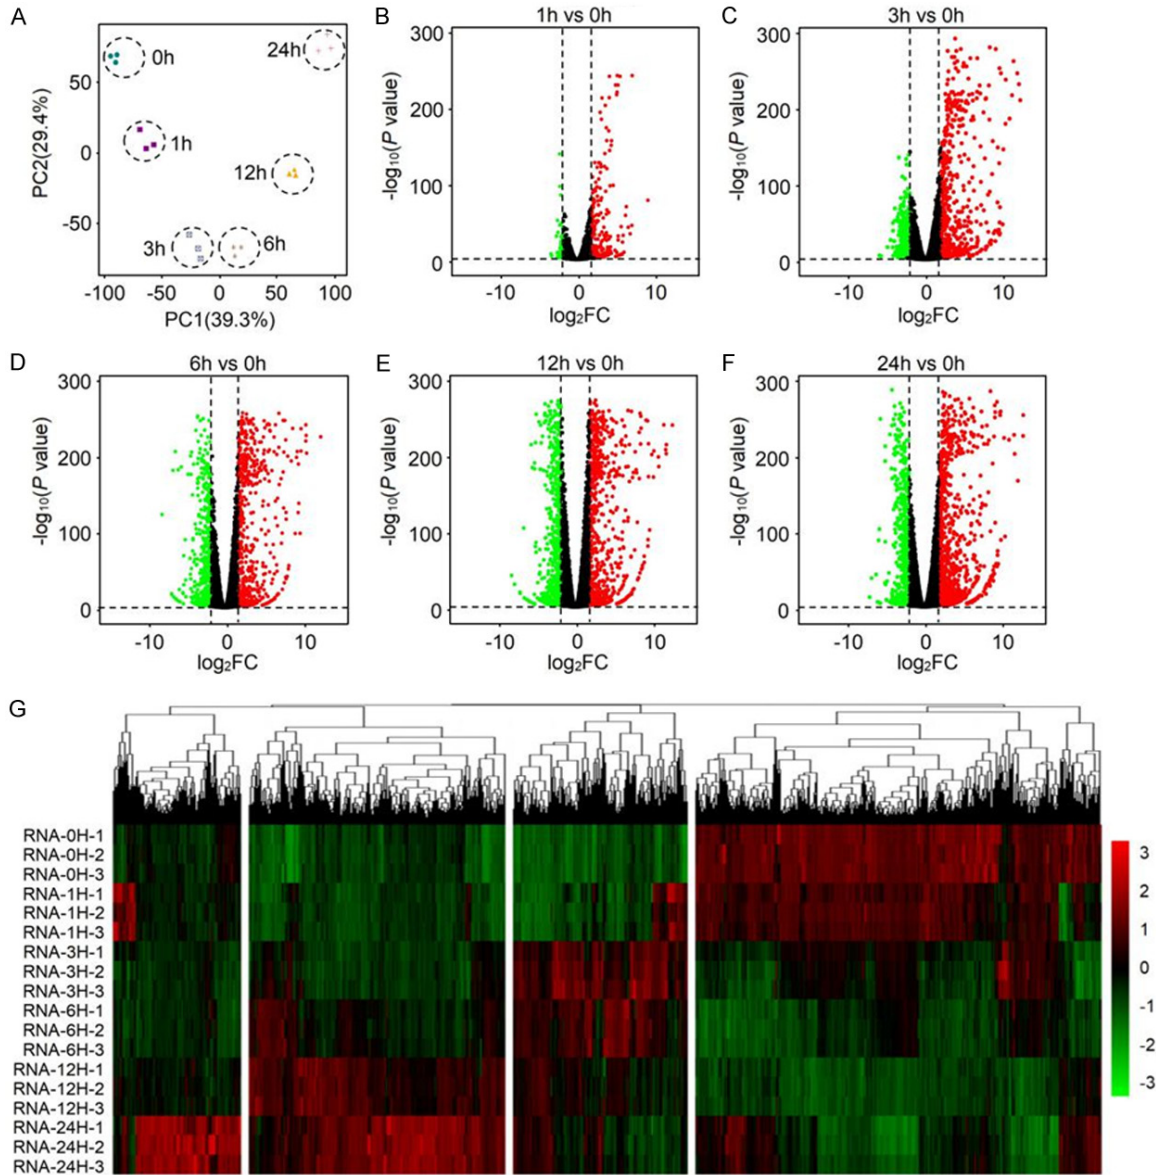 A
PC2(29.4%)
50
0
-50
-100
-50
0
50
100
PC1(39.3%)
0h
24h
1h
12h
3h
6h
B
1h vs 0h
-log₁₀(P value)
300
200
100
0
-10
0
10
log₂FC
C
3h vs 0h
-log₁₀(P value)
300
200
100
0
-10
0
10
log₂FC
D
6h vs 0h
-log₁₀(P value)
300
200
100
0
-10
0
10
log₂FC
E
12h vs 0h
-log₁₀(P value)
300
200
100
0
-10
0
10
log₂FC
F
24h vs 0h
-log₁₀(P value)
300
200
100
0
-10
0
10
log₂FC
G
RNA-0H-1
RNA-0H-2
RNA-0H-3
RNA-1H-1
RNA-1H-2
RNA-1H-3
RNA-3H-1
RNA-3H-2
RNA-3H-3
RNA-6H-1
RNA-6H-2
RNA-6H-3
RNA-12H-1
RNA-12H-2
RNA-12H-3
RNA-24H-1
RNA-24H-2
RNA-24H-3
3
2
1
0
-1
-2
-3